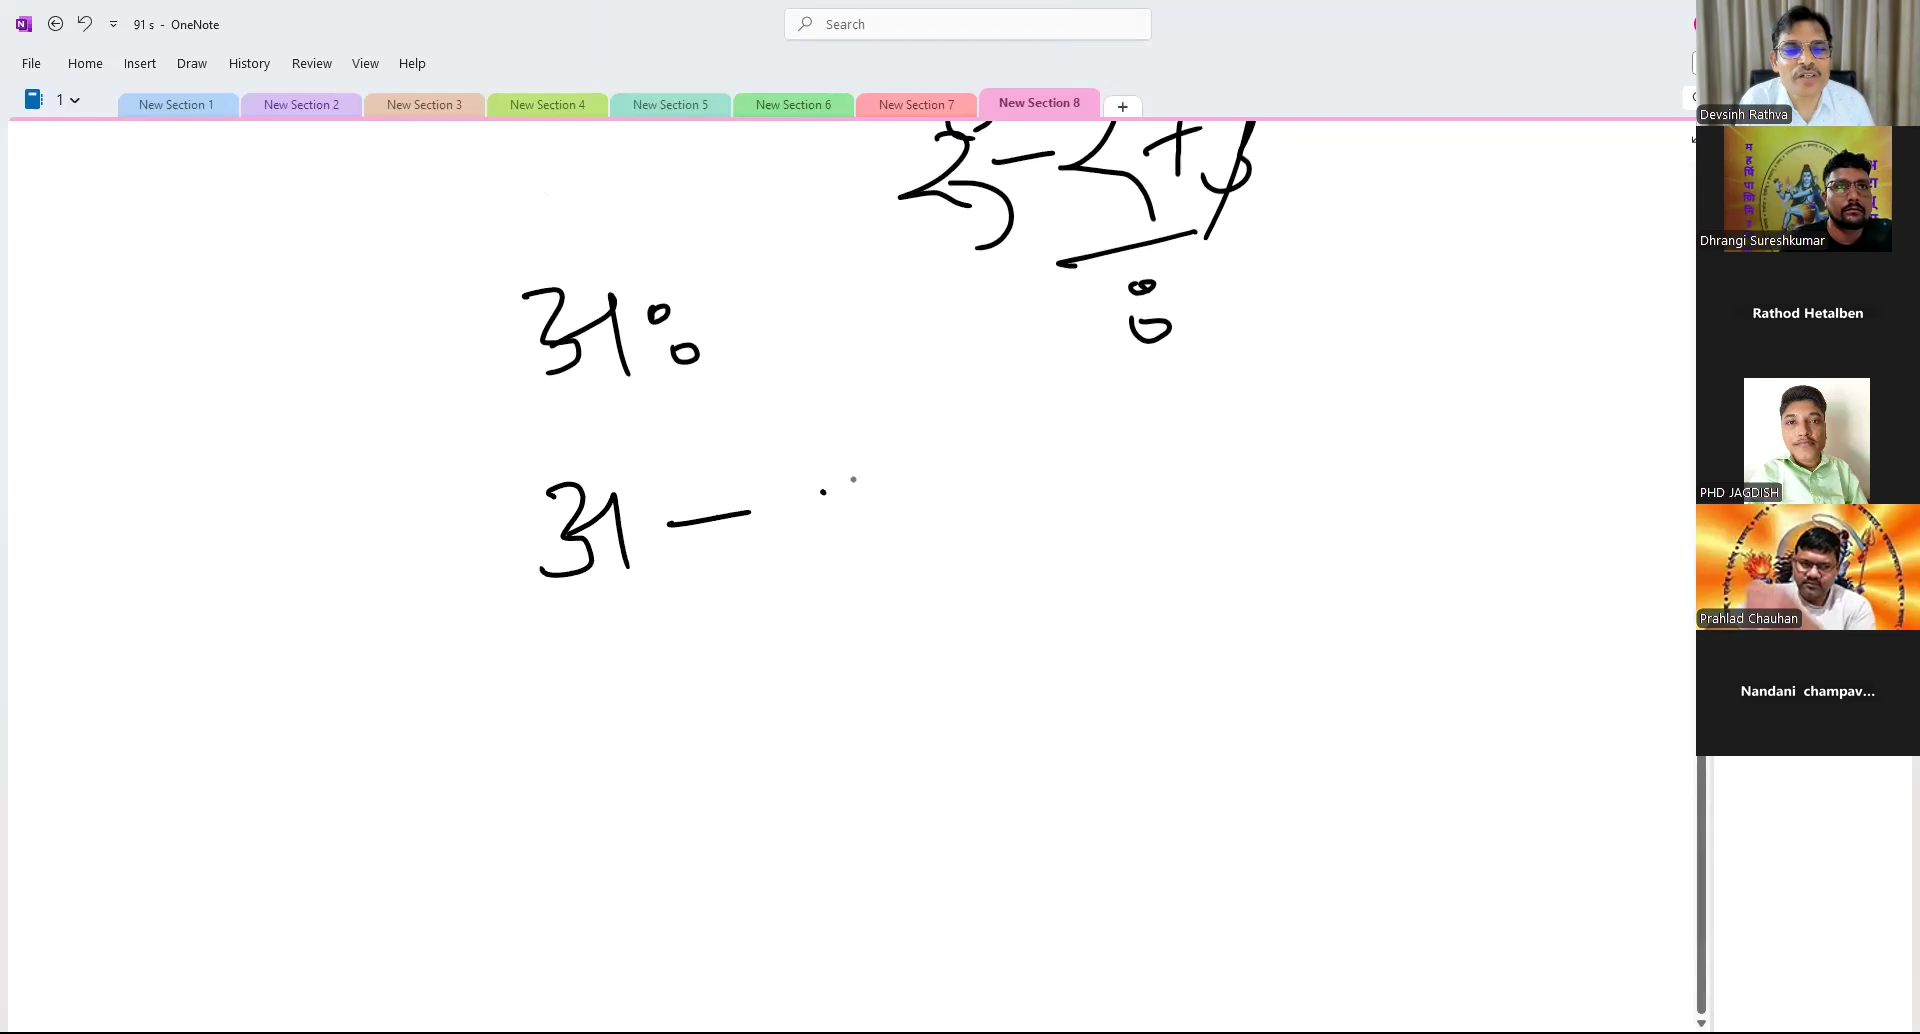 91 s - OneNote
Search
File Home Insert Draw History Review View Help
1
New Section 1 New Section 2 New Section 3 New Section 4 New Section 5 New Section 6 New Section 7 New Section 8 +
अः
अ —
Devsinh Rathva
Dhrangi Sureshkumar
Rathod Hetalben
PHD JAGDISH
Prahlad Chauhan
Nandani champav...